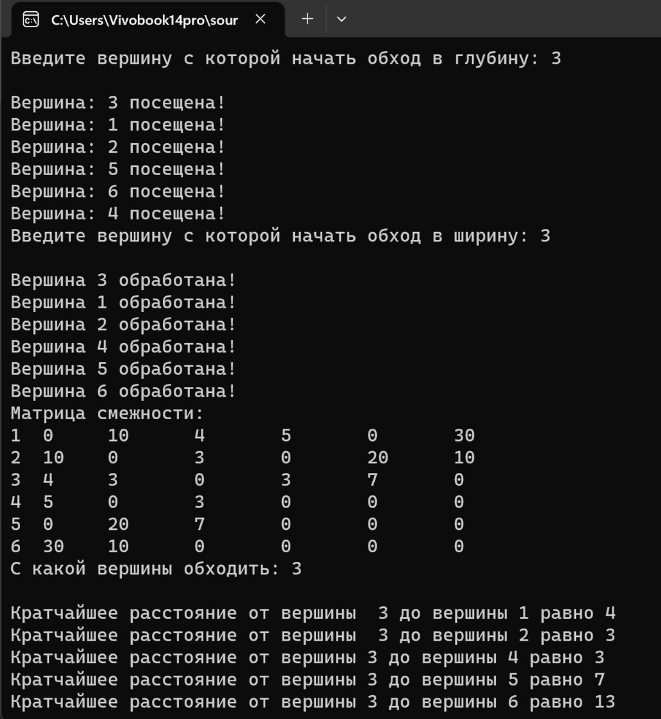 C:\Users\Vivobook14pro\sour
Введите вершину с которой начать обход в глубину: 3
Вершина: 3 посещена!
Вершина: 1 посещена!
Вершина: 2 посещена!
Вершина: 5 посещена!
Вершина: 6 посещена!
Вершина: 4 посещена!
Введите вершину с которой начать обход в ширину: 3
Вершина 3 обработана!
Вершина 1 обработана!
Вершина 2 обработана!
Вершина 4 обработана!
Вершина 5 обработана!
Вершина 6 обработана!
Матрица смежности:
1 0 10 4 5 0 30
2 10 0 3 0 20 10
3 4 3 0 3 7 0
4 5 0 3 0 0 0
5 0 20 7 0 0 0
6 30 10 0 0 0 0
С какой вершины обходить: 3
Кратчайшее расстояние от вершины  3 до вершины 1 равно 4
Кратчайшее расстояние от вершины  3 до вершины 2 равно 3
Кратчайшее расстояние от вершины 3 до вершины 4 равно 3
Кратчайшее расстояние от вершины 3 до вершины 5 равно 7
Кратчайшее расстояние от вершины 3 до вершины 6 равно 13